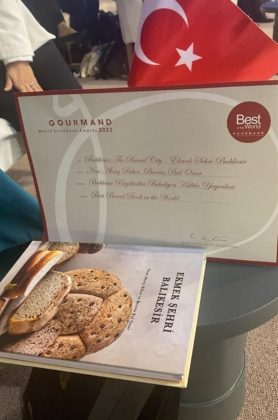 GOURMAND
World Cookbook Awards 2023
Best
in the World
GOURMAND
– Balıkesir, The Bread City – Ekmek Şehri Balıkesir
– Balıkesir Büyükşehir Belediyesi Kültür Yayınları
– Best Bread Book in the World
EKMEK ŞEHRİ
BALIKESİR